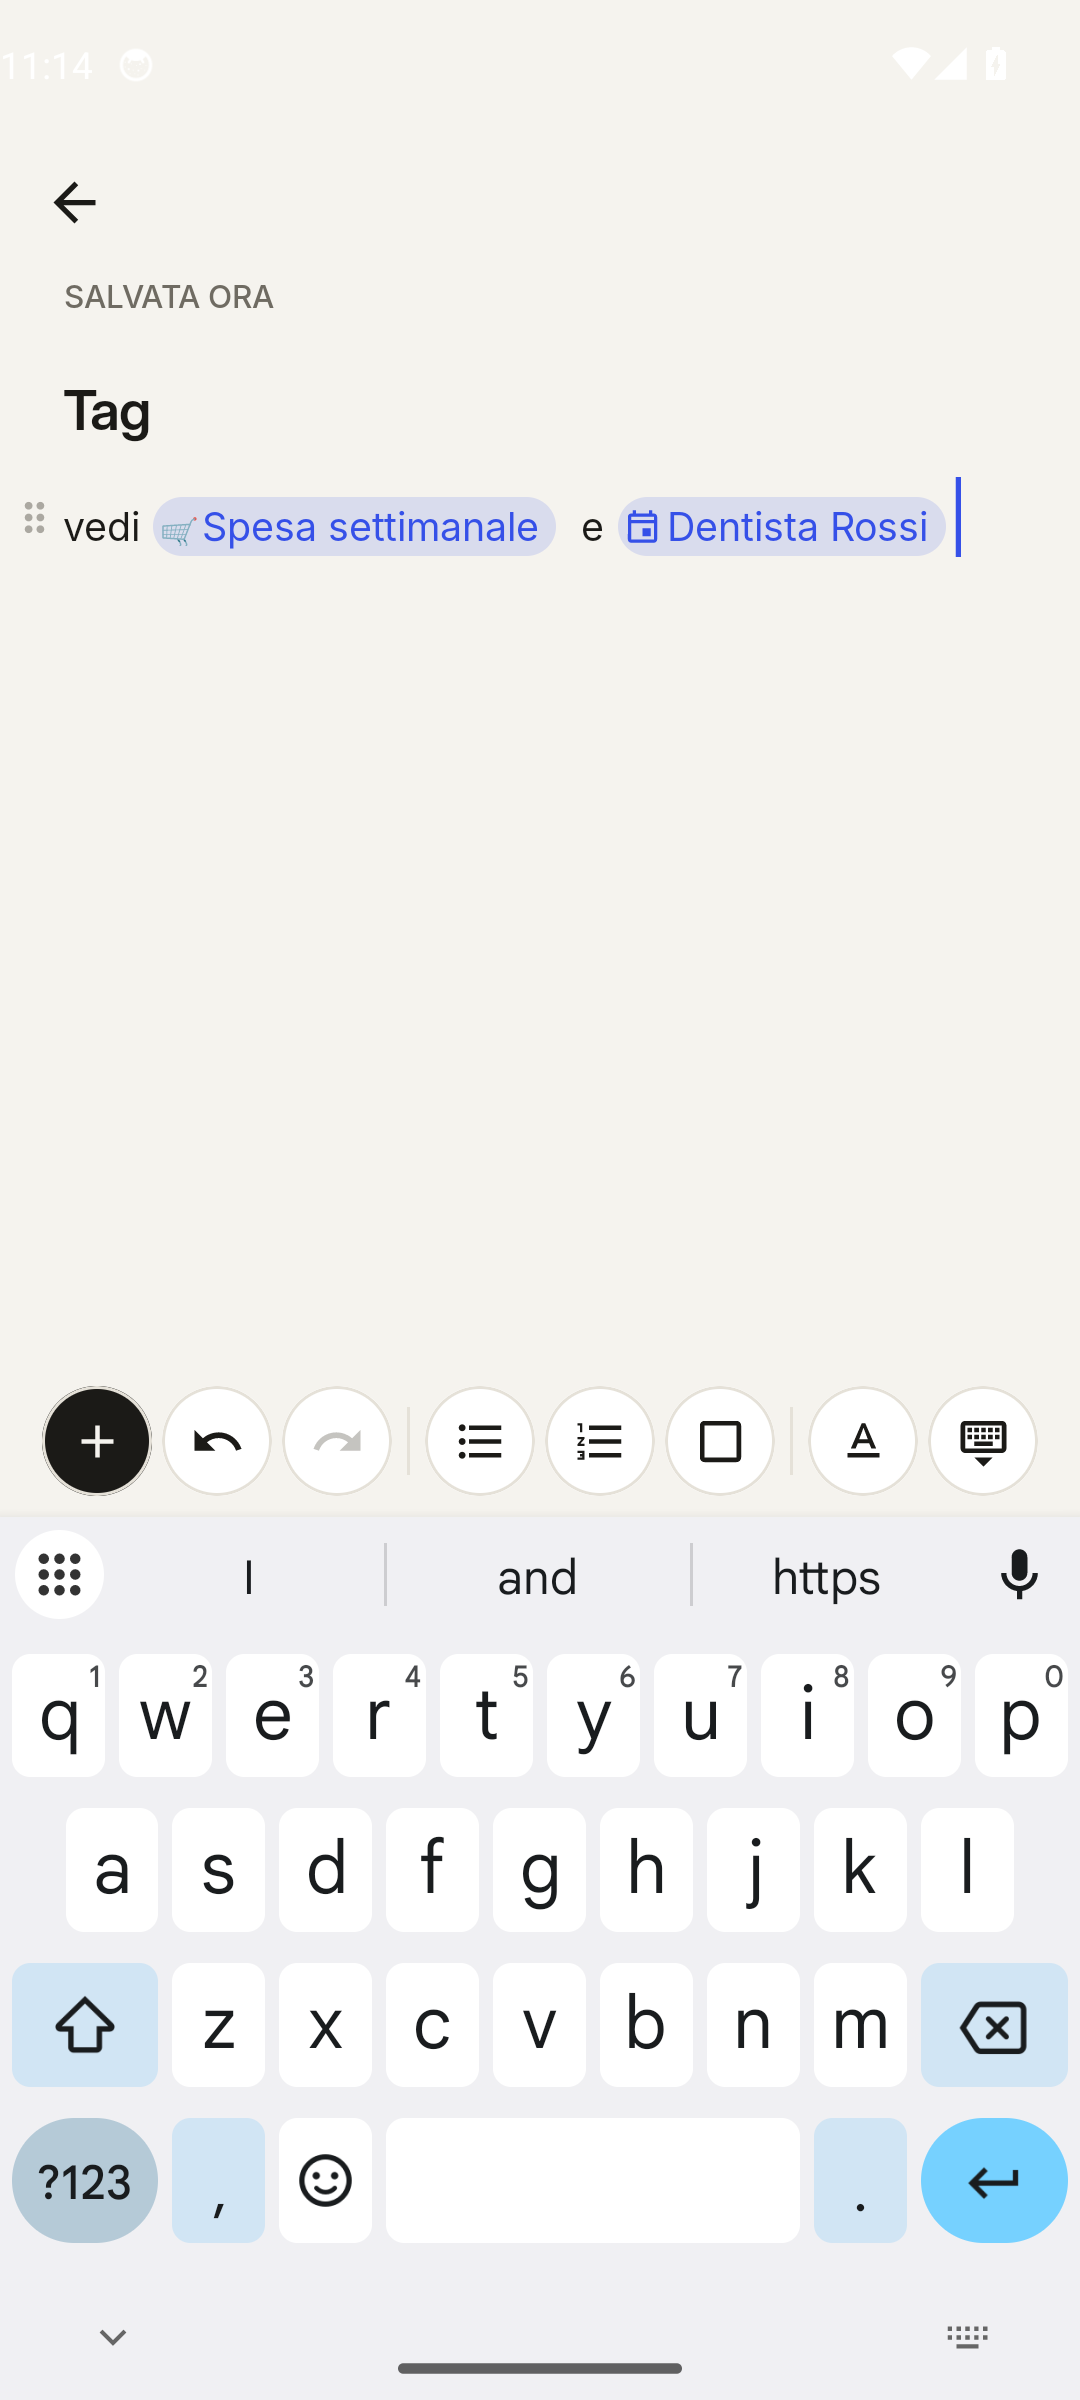 11:14
SALVATA ORA
Tag
vedi 🛒Spesa settimanale e Dentista Rossi
I and https
q1 w2 e3 r4 t5 y6 u7 i8 o9 p0
a s d f g h j k l
z x c v b n m
?123 , .